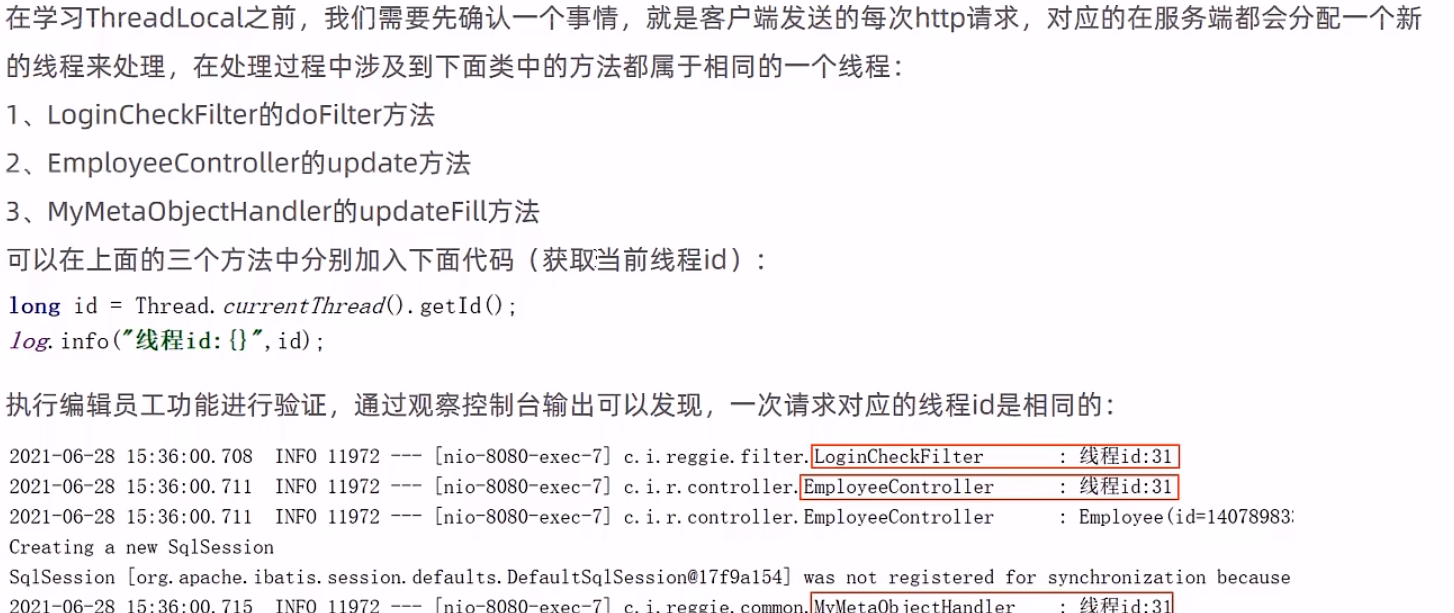 在学习ThreadLocal之前，我们需要先确认一个事情，就是客户端发送的每次http请求，对应的在服务端都会分配一个新
的线程来处理，在处理过程中涉及到下面类中的方法都属于相同的一个线程：
1、LoginCheckFilter的doFilter方法
2、EmployeeController的update方法
3、MyMetaObjectHandler的updateFill方法
可以在上面的三个方法中分别加入下面代码（获取当前线程id）：
long id = Thread.currentThread().getId();
log.info("线程id:{}",id);
执行编辑员工功能进行验证，通过观察控制台输出可以发现，一次请求对应的线程id是相同的：
2021-06-28 15:36:00.708  INFO 11972 --- [nio-8080-exec-7] c.i.reggie.filter.LoginCheckFilter       : 线程id:31
2021-06-28 15:36:00.711  INFO 11972 --- [nio-8080-exec-7] c.i.r.controller.EmployeeController      : 线程id:31
2021-06-28 15:36:00.711  INFO 11972 --- [nio-8080-exec-7] c.i.r.controller.EmployeeController      : Employee(id=140789833
Creating a new SqlSession
SqlSession [org.apache.ibatis.session.defaults.DefaultSqlSession@17f9a154] was not registered for synchronization because
2021-06-28 15:36:00.715  INFO 11972 --- [nio-8080-exec-7] c.i.reggie.common.MyMetaObjectHandler    : 线程id:31